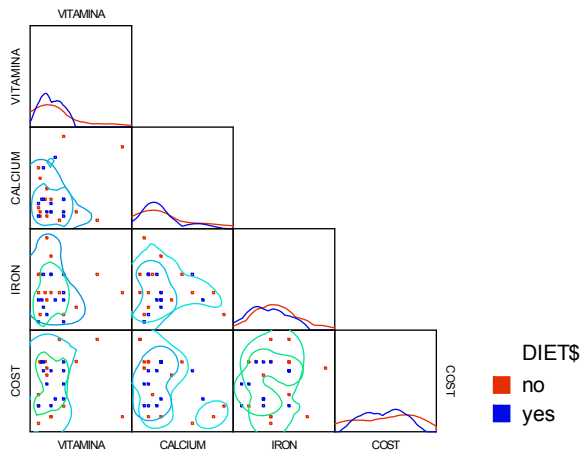 VITAMINA
VITAMINA
CALCIUM
IRON
COST
COST
DIET$
no
yes
VITAMINA
CALCIUM
IRON
COST